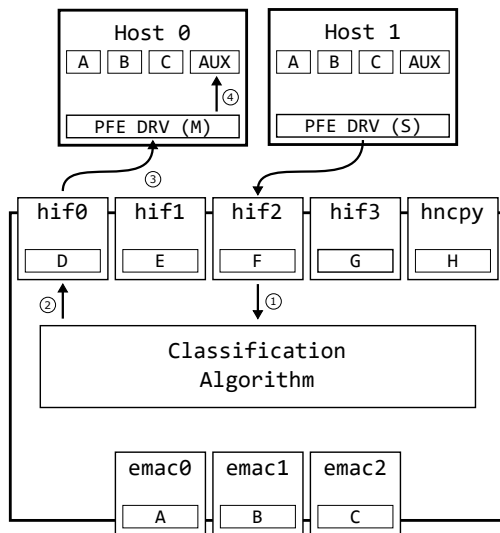 Host 0 Host 1
A B C AUX A B C AUX
④
PFE DRV (M) PFE DRV (S)
③
hif0 hif1 hif2 hif3 hncpy
D E F G H
② ①
Classification
Algorithm
emac0 emac1 emac2
A B C